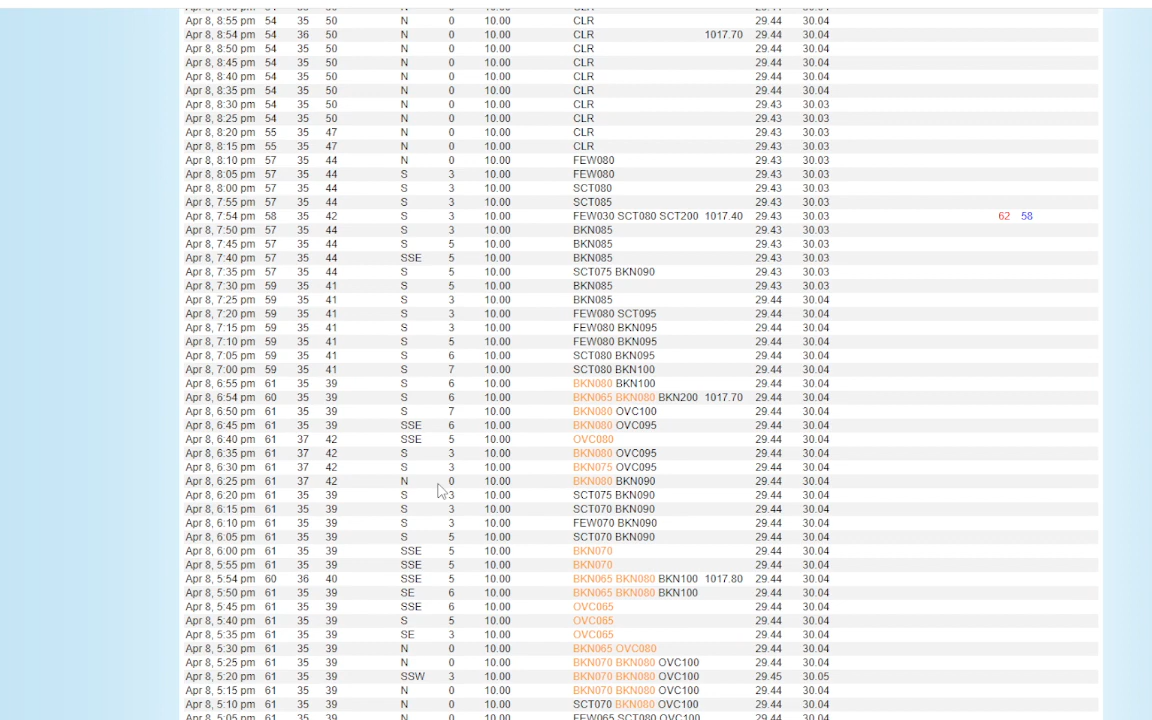 Apr 8, 8:55 pm 54 35 50 N 0 10.00 CLR 29.44 30.04
Apr 8, 8:54 pm 54 36 50 N 0 10.00 CLR 1017.70 29.44 30.04
Apr 8, 8:50 pm 54 35 50 N 0 10.00 CLR 29.44 30.04
Apr 8, 8:45 pm 54 35 50 N 0 10.00 CLR 29.44 30.04
Apr 8, 8:40 pm 54 35 50 N 0 10.00 CLR 29.44 30.04
Apr 8, 8:35 pm 54 35 50 N 0 10.00 CLR 29.44 30.04
Apr 8, 8:30 pm 54 35 50 N 0 10.00 CLR 29.43 30.03
Apr 8, 8:25 pm 54 35 50 N 0 10.00 CLR 29.43 30.03
Apr 8, 8:20 pm 55 35 47 N 0 10.00 CLR 29.43 30.03
Apr 8, 8:15 pm 55 35 47 N 0 10.00 CLR 29.43 30.03
Apr 8, 8:10 pm 57 35 44 N 0 10.00 FEW080 29.43 30.03
Apr 8, 8:05 pm 57 35 44 S 3 10.00 FEW080 29.43 30.03
Apr 8, 8:00 pm 57 35 44 S 3 10.00 SCT080 29.43 30.03
Apr 8, 7:55 pm 57 35 44 S 3 10.00 SCT085 29.43 30.03
Apr 8, 7:54 pm 58 35 42 S 3 10.00 FEW030 SCT080 SCT200 1017.40 29.43 30.03 62 58
Apr 8, 7:50 pm 57 35 44 S 3 10.00 BKN085 29.43 30.03
Apr 8, 7:45 pm 57 35 44 S 5 10.00 BKN085 29.43 30.03
Apr 8, 7:40 pm 57 35 44 SSE 5 10.00 BKN085 29.43 30.03
Apr 8, 7:35 pm 57 35 44 S 5 10.00 SCT075 BKN090 29.43 30.03
Apr 8, 7:30 pm 59 35 41 S 5 10.00 BKN085 29.43 30.03
Apr 8, 7:25 pm 59 35 41 S 3 10.00 BKN085 29.44 30.04
Apr 8, 7:20 pm 59 35 41 S 3 10.00 FEW080 SCT095 29.44 30.04
Apr 8, 7:15 pm 59 35 41 S 3 10.00 FEW080 BKN095 29.44 30.04
Apr 8, 7:10 pm 59 35 41 S 5 10.00 FEW080 BKN095 29.44 30.04
Apr 8, 7:05 pm 59 35 41 S 6 10.00 SCT080 BKN095 29.44 30.04
Apr 8, 7:00 pm 59 35 41 S 7 10.00 SCT080 BKN100 29.44 30.04
Apr 8, 6:55 pm 61 35 39 S 6 10.00 BKN080 BKN100 29.44 30.04
Apr 8, 6:54 pm 60 35 39 S 6 10.00 BKN065 BKN080 BKN200 1017.70 29.44 30.04
Apr 8, 6:50 pm 61 35 39 S 7 10.00 BKN080 OVC100 29.44 30.04
Apr 8, 6:45 pm 61 35 39 SSE 6 10.00 BKN080 OVC095 29.44 30.04
Apr 8, 6:40 pm 61 37 42 SSE 5 10.00 OVC080 29.44 30.04
Apr 8, 6:35 pm 61 37 42 S 3 10.00 BKN080 OVC095 29.44 30.04
Apr 8, 6:30 pm 61 37 42 S 3 10.00 BKN075 OVC095 29.44 30.04
Apr 8, 6:25 pm 61 37 42 N 0 10.00 BKN080 BKN090 29.44 30.04
Apr 8, 6:20 pm 61 35 39 S 3 10.00 SCT075 BKN090 29.44 30.04
Apr 8, 6:15 pm 61 35 39 S 3 10.00 SCT070 BKN090 29.44 30.04
Apr 8, 6:10 pm 61 35 39 S 3 10.00 FEW070 BKN090 29.44 30.04
Apr 8, 6:05 pm 61 35 39 S 5 10.00 SCT070 BKN090 29.44 30.04
Apr 8, 6:00 pm 61 35 39 SSE 5 10.00 BKN070 29.44 30.04
Apr 8, 5:55 pm 61 35 39 SSE 5 10.00 BKN070 29.44 30.04
Apr 8, 5:54 pm 60 36 40 SSE 5 10.00 BKN065 BKN080 BKN100 1017.80 29.44 30.04
Apr 8, 5:50 pm 61 35 39 SE 6 10.00 BKN065 BKN080 BKN100 29.44 30.04
Apr 8, 5:45 pm 61 35 39 SSE 6 10.00 OVC065 29.44 30.04
Apr 8, 5:40 pm 61 35 39 S 5 10.00 OVC065 29.44 30.04
Apr 8, 5:35 pm 61 35 39 SE 3 10.00 OVC065 29.44 30.04
Apr 8, 5:30 pm 61 35 39 N 0 10.00 BKN065 OVC080 29.44 30.04
Apr 8, 5:25 pm 61 35 39 N 0 10.00 BKN070 BKN080 OVC100 29.44 30.04
Apr 8, 5:20 pm 61 35 39 SSW 3 10.00 BKN070 BKN080 OVC100 29.45 30.05
Apr 8, 5:15 pm 61 35 39 N 0 10.00 BKN070 BKN080 OVC100 29.44 30.04
Apr 8, 5:10 pm 61 35 39 N 0 10.00 SCT070 BKN080 OVC100 29.44 30.04
Apr 8, 5:05 pm 61 35 39 N 0 10.00 FEW065 SCT080 OVC100 29.44 30.04